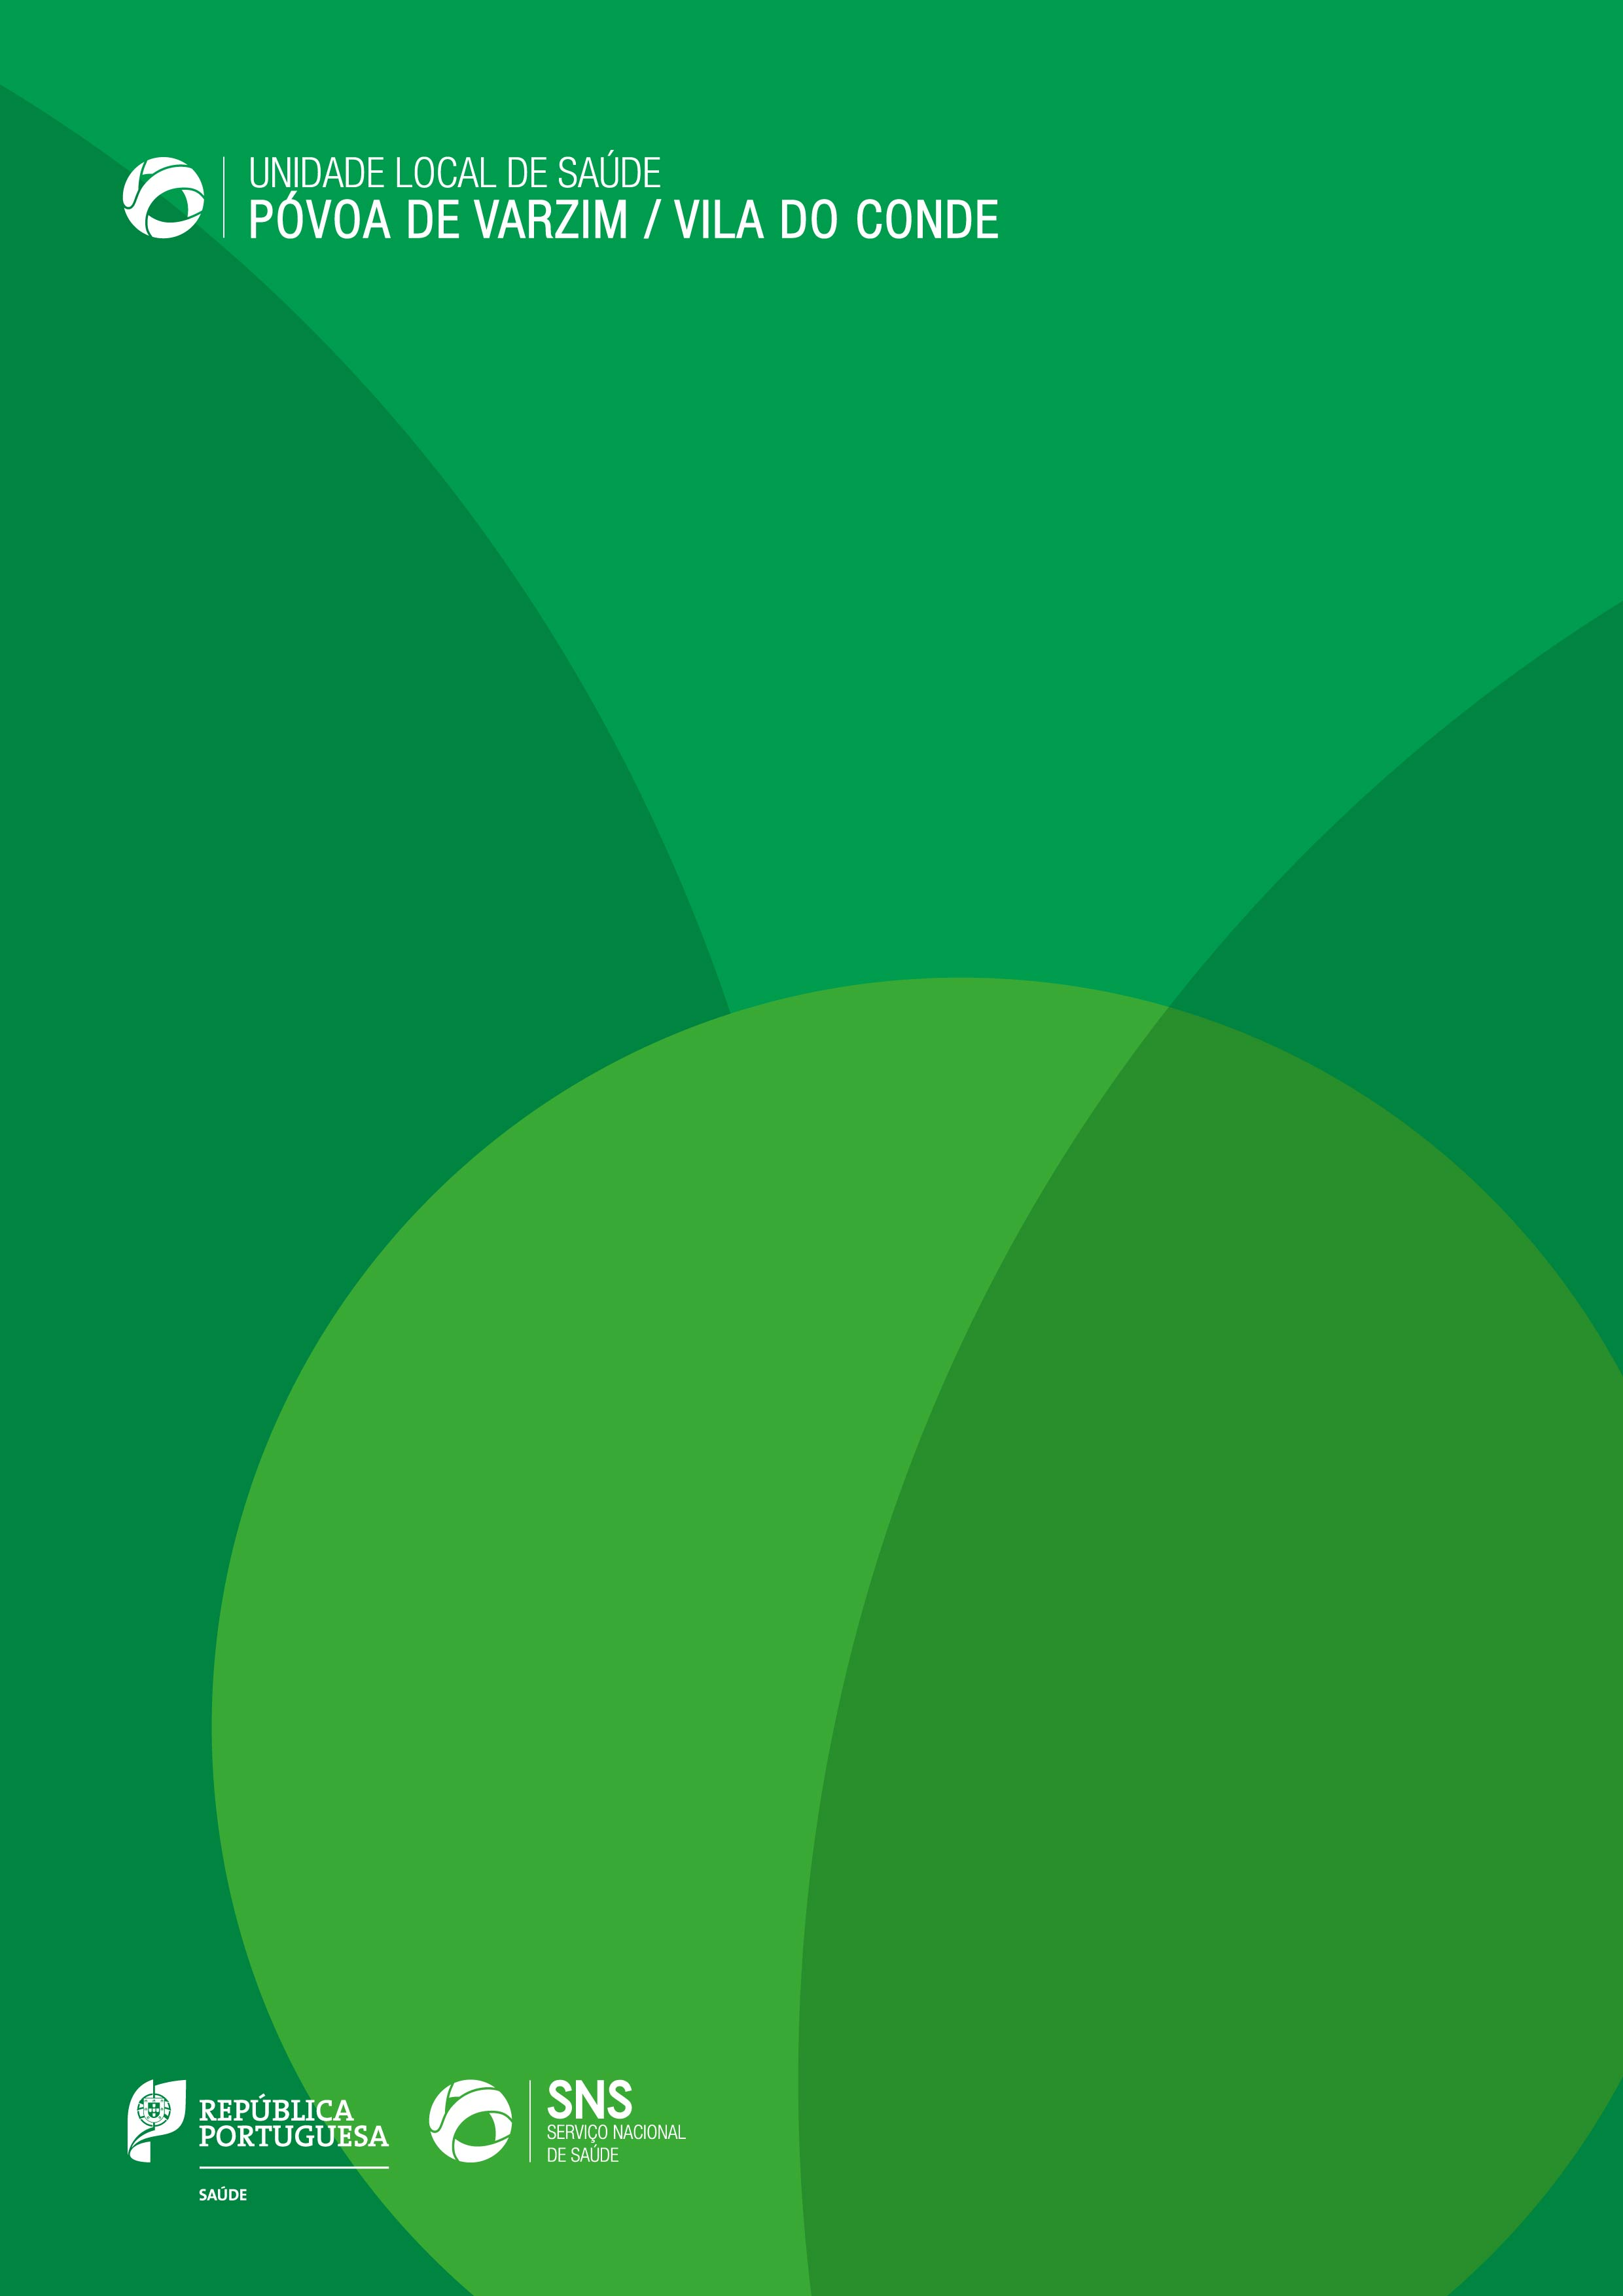 UNIDADE LOCAL DE SAÚDE
PÓVOA DE VARZIM / VILA DO CONDE
REPÚBLICA
PORTUGUESA
SAÚDE
SNS
SERVIÇO NACIONAL
DE SAÚDE